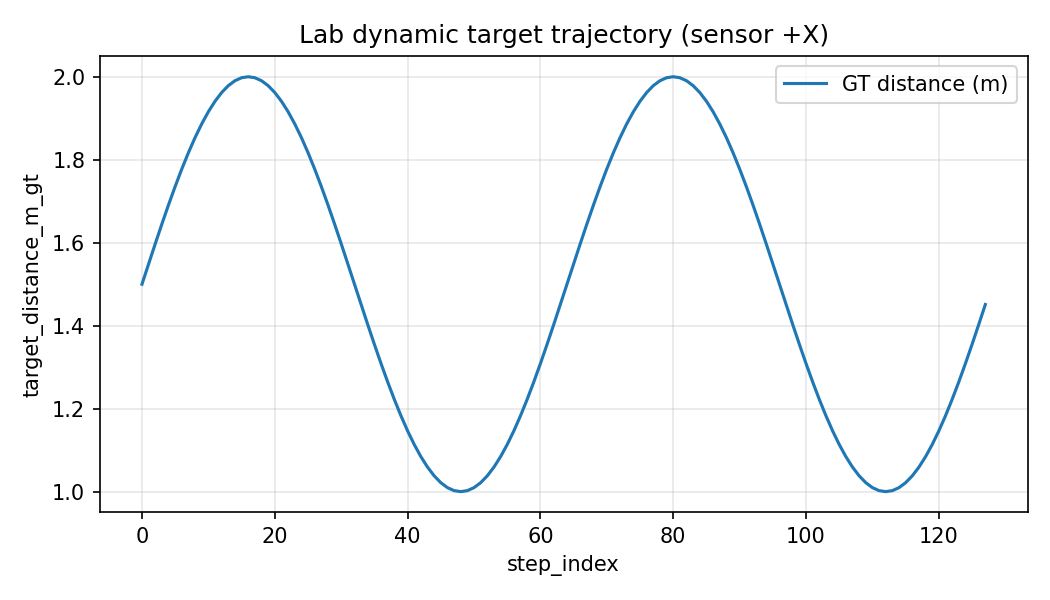 Lab dynamic target trajectory (sensor +X)
GT distance (m)
target_distance_m_gt
2.0
1.8
1.6
1.4
1.2
1.0
0 20 40 60 80 100 120
step_index